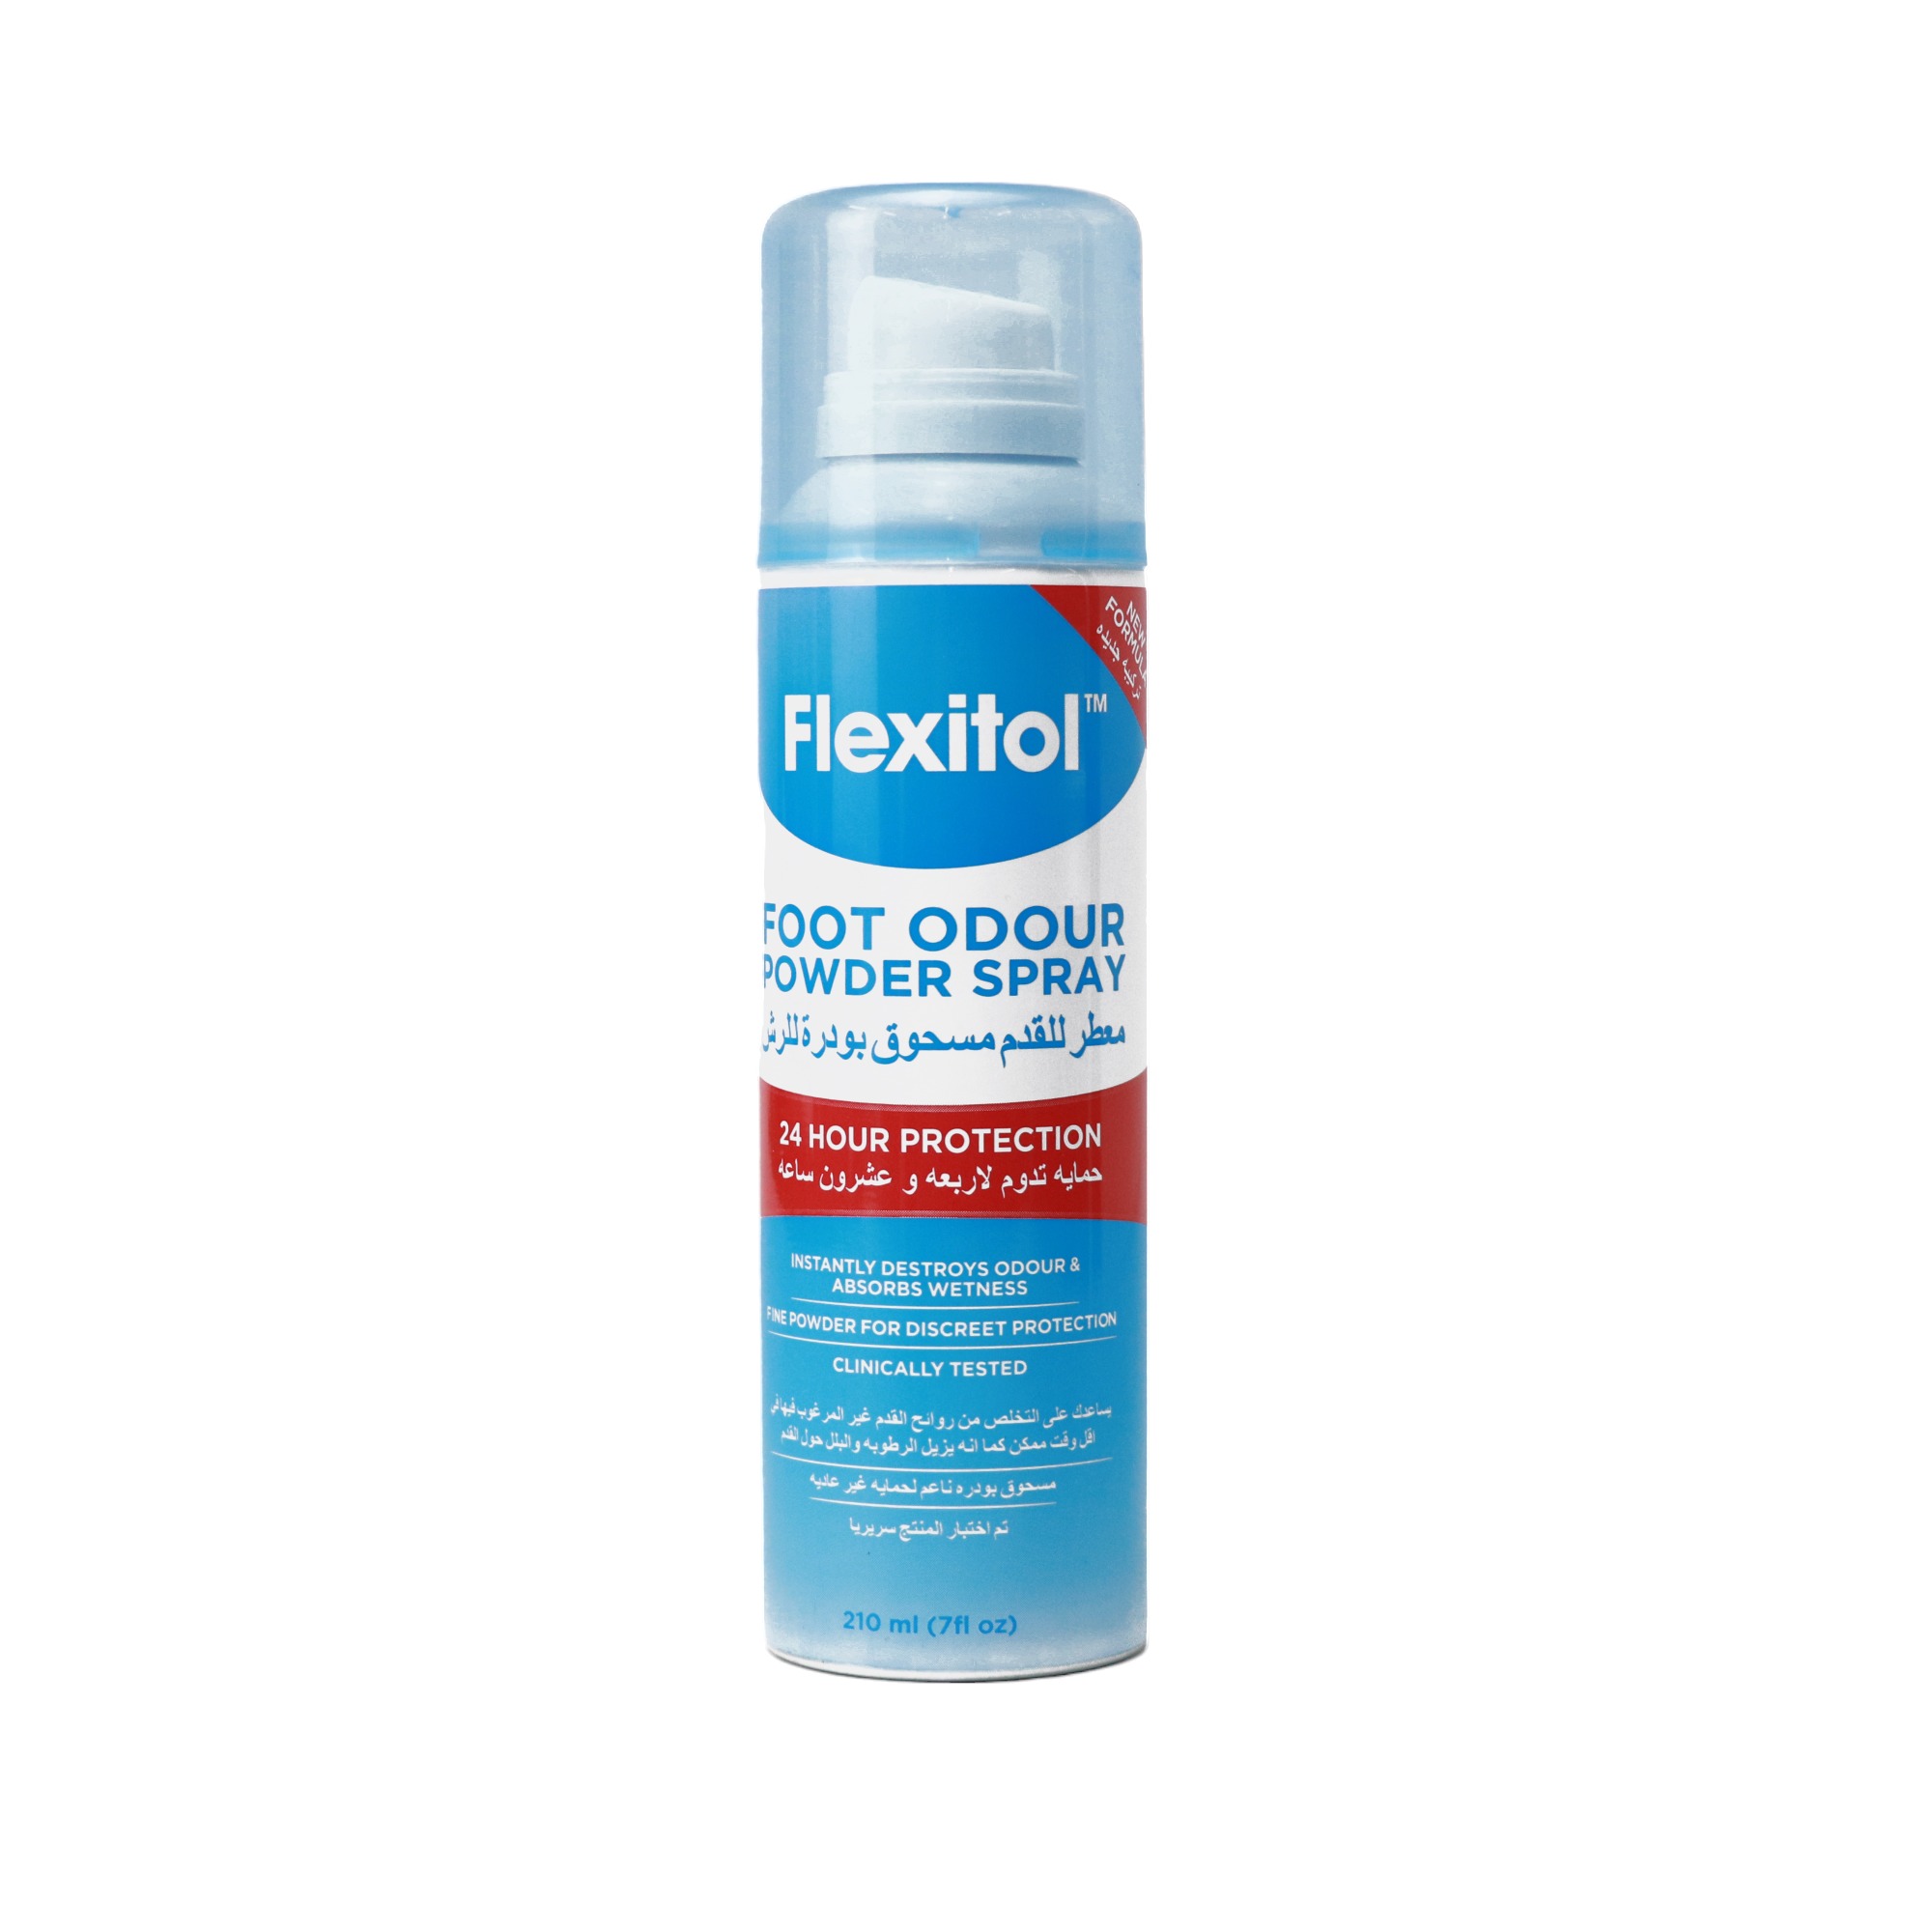 NEW
FORMULA
تركيبه جديده
Flexitol™
FOOT ODOUR
POWDER SPRAY
معطر للقدم مسحوق بودرة للرش
24 HOUR PROTECTION
حمايه تدوم لاربعه و عشرون ساعه
INSTANTLY DESTROYS ODOUR &
ABSORBS WETNESS
FINE POWDER FOR DISCREET PROTECTION
CLINICALLY TESTED
يساعدك على التخلص من روائح القدم غير المرغوب فيها في
اقل وقت ممكن كما انه يزيل الرطوبه والبلل حول القدم
مسحوق بودره ناعم لحمايه غير عاديه
تم اختبار المنتج سريريا
210 ml (7fl oz)